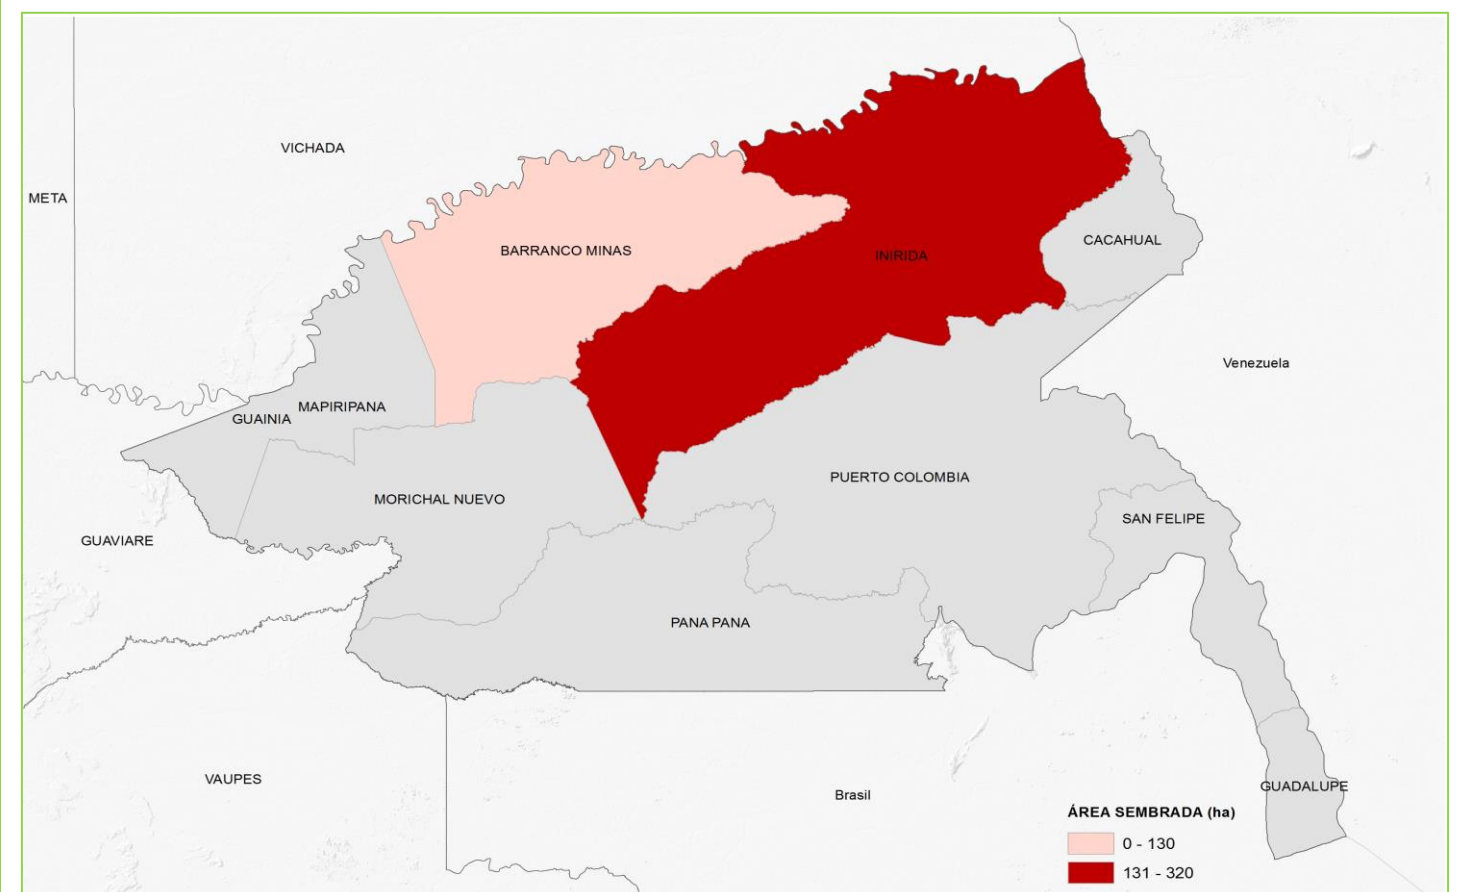 VICHADA
META
BARRANCO MINAS
CACAHUAL
INIRIDA
Venezuela
MAPIRIPANA
GUAINIA
PUERTO COLOMBIA
MORICHAL NUEVO
SAN FELIPE
GUAVIARE
PANA PANA
VAUPES
GUADALUPE
Brasil
ÁREA SEMBRADA (ha)
0 - 130
131 - 320